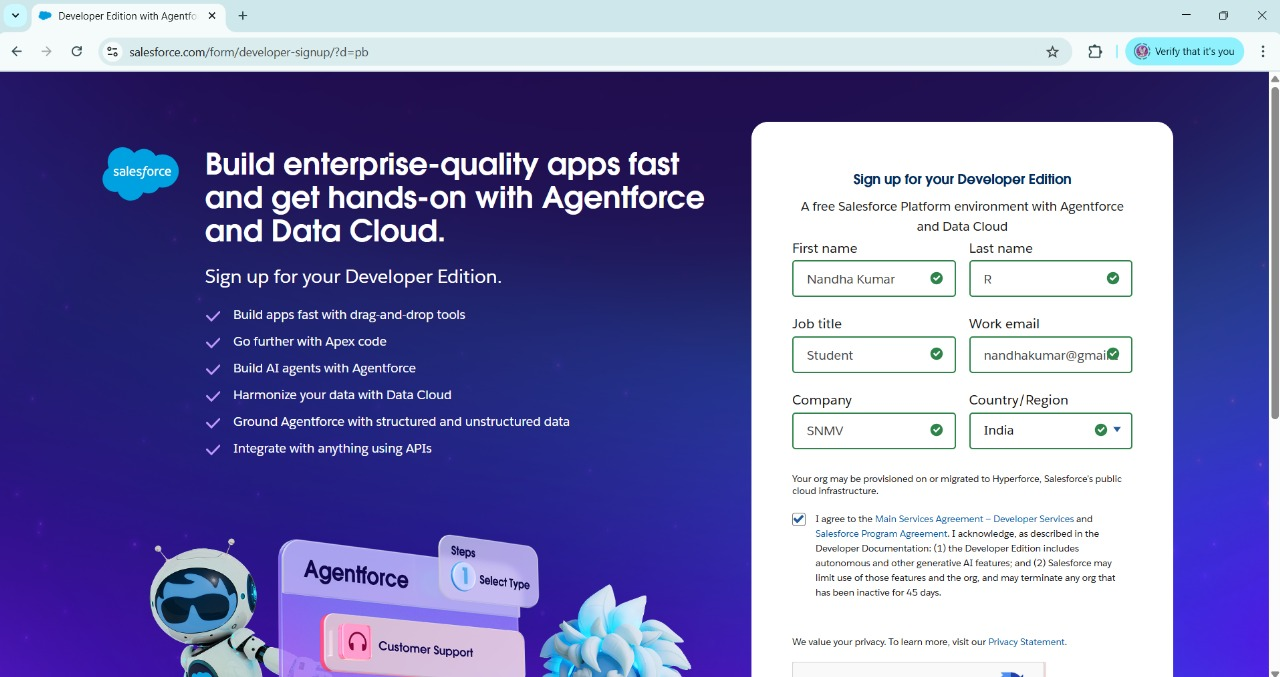 Developer Edition with Agentfo
salesforce.com/form/developer-signup/?d=pb
Verify that it's you
salesforce
Build enterprise-quality apps fast
and get hands-on with Agentforce
and Data Cloud.
Sign up for your Developer Edition.
Build apps fast with drag-and-drop tools
Go further with Apex code
Build AI agents with Agentforce
Harmonize your data with Data Cloud
Ground Agentforce with structured and unstructured data
Integrate with anything using APIs
Agentforce
Steps
1 Select Type
Customer Support
Sign up for your Developer Edition
A free Salesforce Platform environment with Agentforce
and Data Cloud
First name Last name
Nandha Kumar R
Job title Work email
Student nandhakumar@gmai
Company Country/Region
SNMV India
Your org may be provisioned on or migrated to Hyperforce, Salesforce's public
cloud infrastructure.
I agree to the Main Services Agreement – Developer Services and
Salesforce Program Agreement. I acknowledge, as described in the
Developer Documentation: (1) the Developer Edition includes
autonomous and other generative AI features; and (2) Salesforce may
limit use of those features and the org, and may terminate any org that
has been inactive for 45 days.
We value your privacy. To learn more, visit our Privacy Statement.